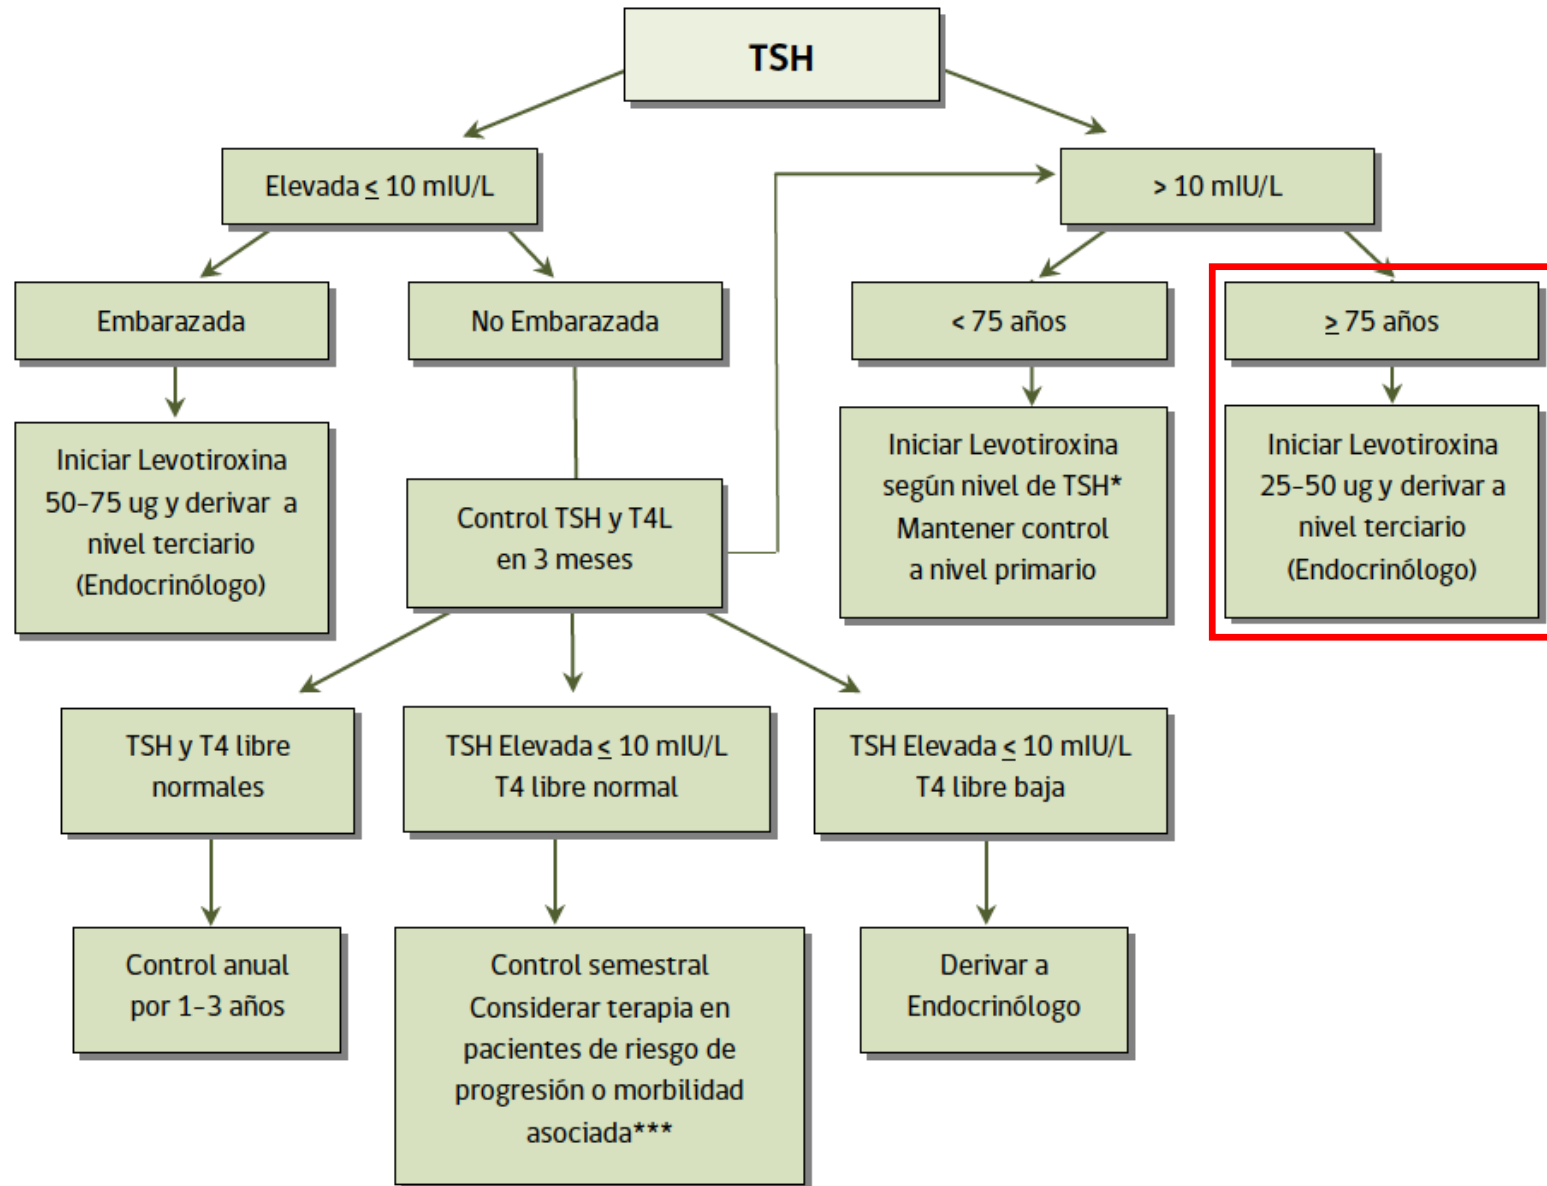 TSH
Elevada ≤ 10 mIU/L
> 10 mIU/L
Embarazada
No Embarazada
< 75 años
≥ 75 años
Iniciar Levotiroxina
50-75 ug y derivar a
nivel terciario
(Endocrinólogo)
Control TSH y T4L
en 3 meses
Iniciar Levotiroxina
según nivel de TSH*
Mantener control
a nivel primario
Iniciar Levotiroxina
25-50 ug y derivar a
nivel terciario
(Endocrinólogo)
TSH y T4 libre
normales
TSH Elevada ≤ 10 mIU/L
T4 libre normal
TSH Elevada ≤ 10 mIU/L
T4 libre baja
Control anual
por 1-3 años
Control semestral
Considerar terapia en
pacientes de riesgo de
progresión o morbilidad
asociada***
Derivar a
Endocrinólogo